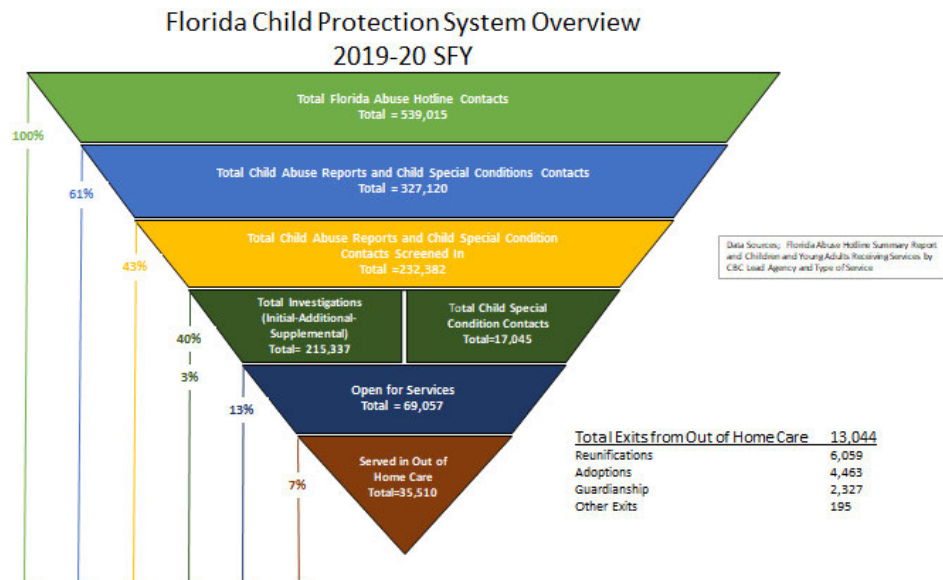 Florida Child Protection System Overview
2019-20 SFY
Total Florida Abuse Hotline Contacts
Total = 539,015
100%
Total Child Abuse Reports and Child Special Conditions Contacts
Total = 327,120
61%
Total Child Abuse Reports and Child Special Condition
Contacts Screened In
Total =232,382
43%
Data Sources; Florida Abuse Hotline Summary Report
and Children and Young Adults Receiving Services by
CBC Lead Agency and Type of Service
Total Investigations
(Initial-Additional-
Supplemental)
Total= 215,337
Total Child Special
Condition Contacts
Total=17,045
40%
3%
Open for Services
Total = 69,057
13%
Served in Out of
Home Care
Total=35,510
7%
Total Exits from Out of Home Care 13,044
Reunifications 6,059
Adoptions 4,463
Guardianship 2,327
Other Exits 195